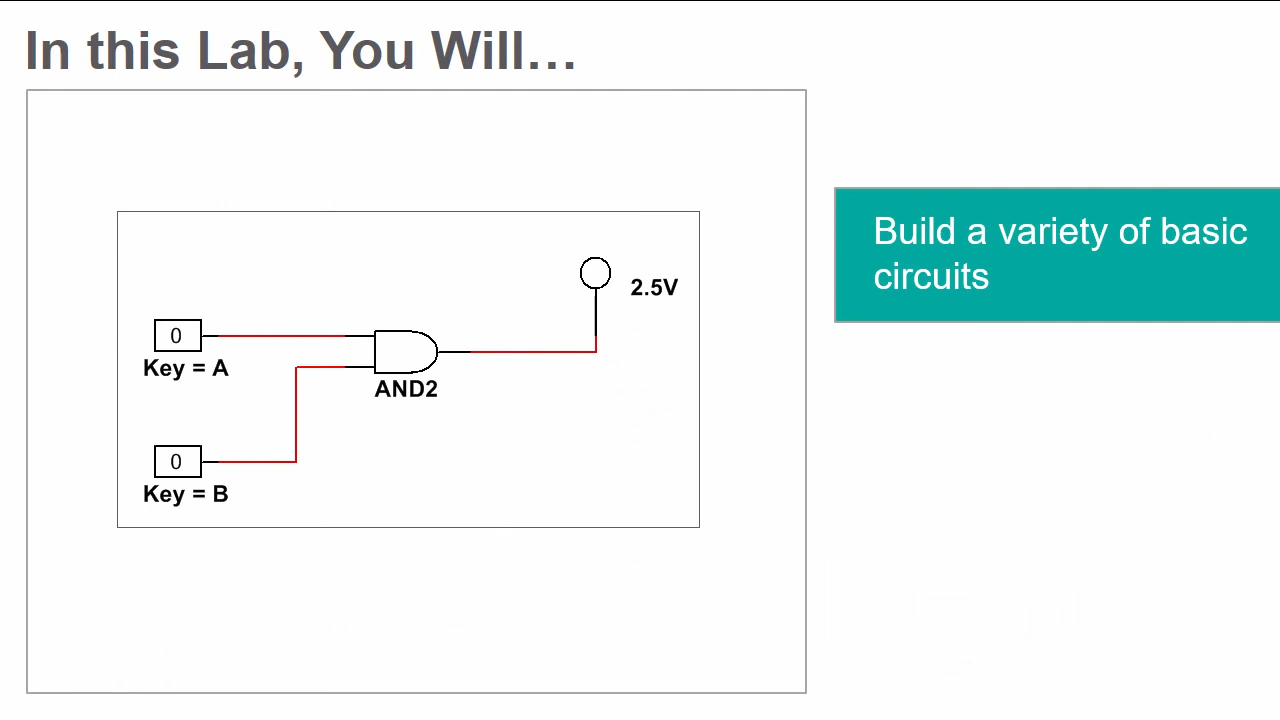 In this Lab, You Will…
2.5V
0
Key = A
AND2
0
Key = B
Build a variety of basic
circuits